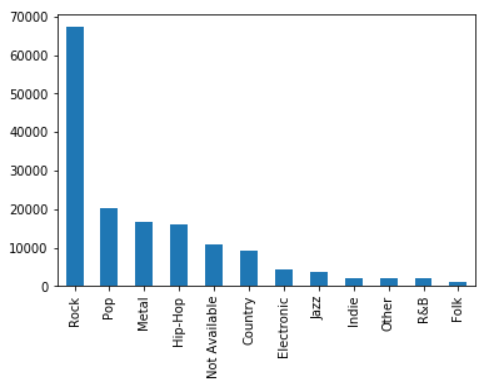 70000
60000
50000
40000
30000
20000
10000
0
Rock
Pop
Metal
Hip-Hop
Not Available
Country
Electronic
Jazz
Indie
Other
R&B
Folk